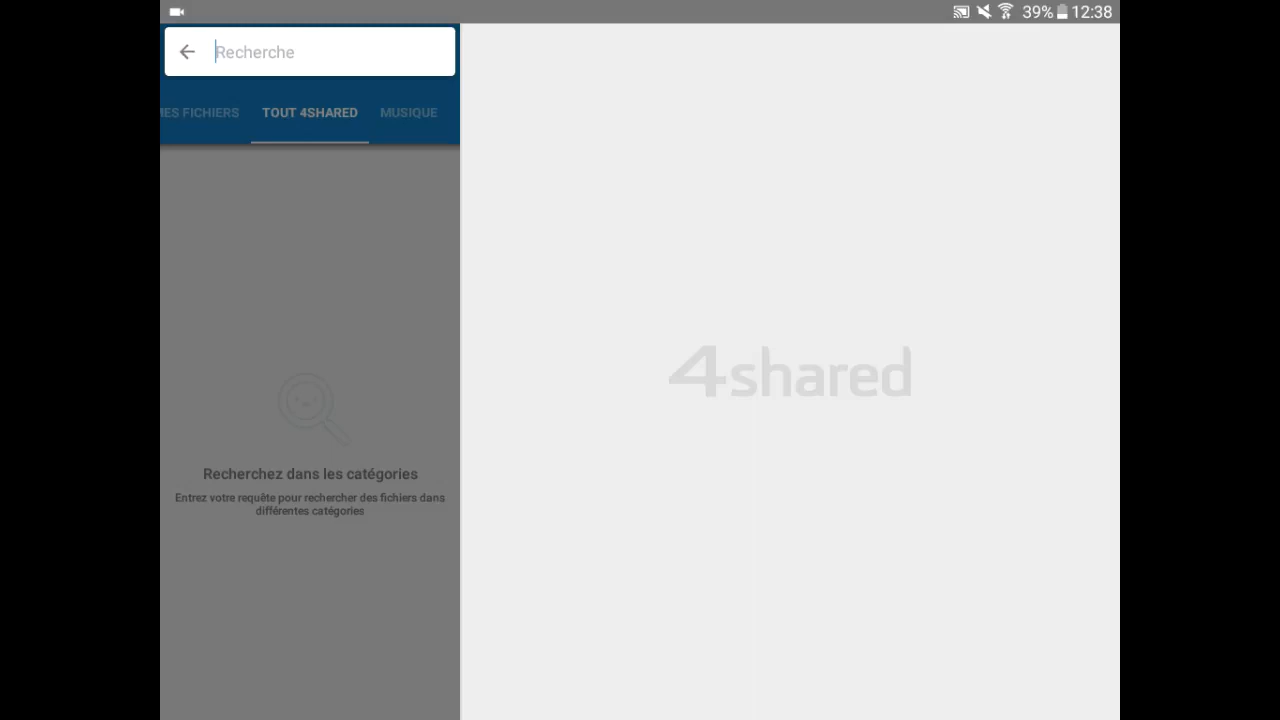 39% 12:38
Recherche
MES FICHIERS TOUT 4SHARED MUSIQUE
4shared
Recherchez dans les catégories
Entrez votre requête pour rechercher des fichiers dans
différentes catégories